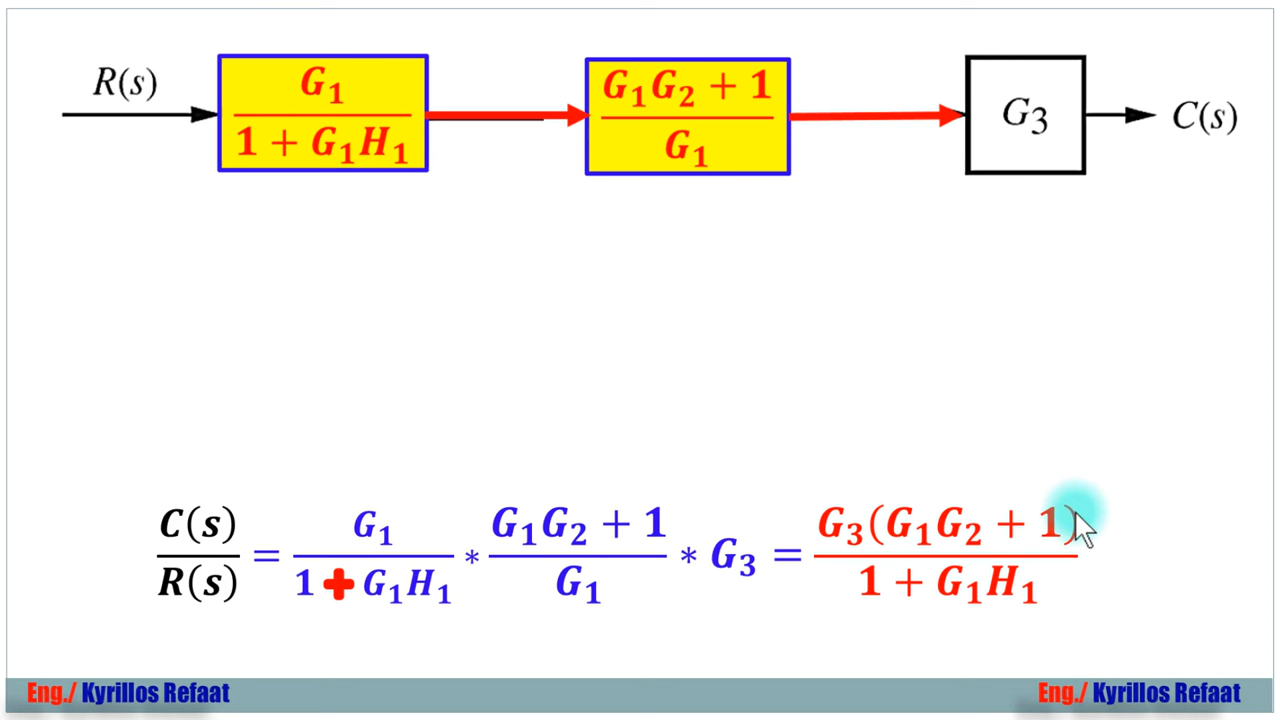 R(s) G₁ / (1 + G₁H₁) (G₁G₂ + 1) / G₁ G₃ C(s)
C(s) / R(s) = G₁ / (1 + G₁H₁) * (G₁G₂ + 1) / G₁ * G₃ = G₃(G₁G₂ + 1) / (1 + G₁H₁)
Eng./ Kyrillos Refaat Eng./ Kyrillos Refaat